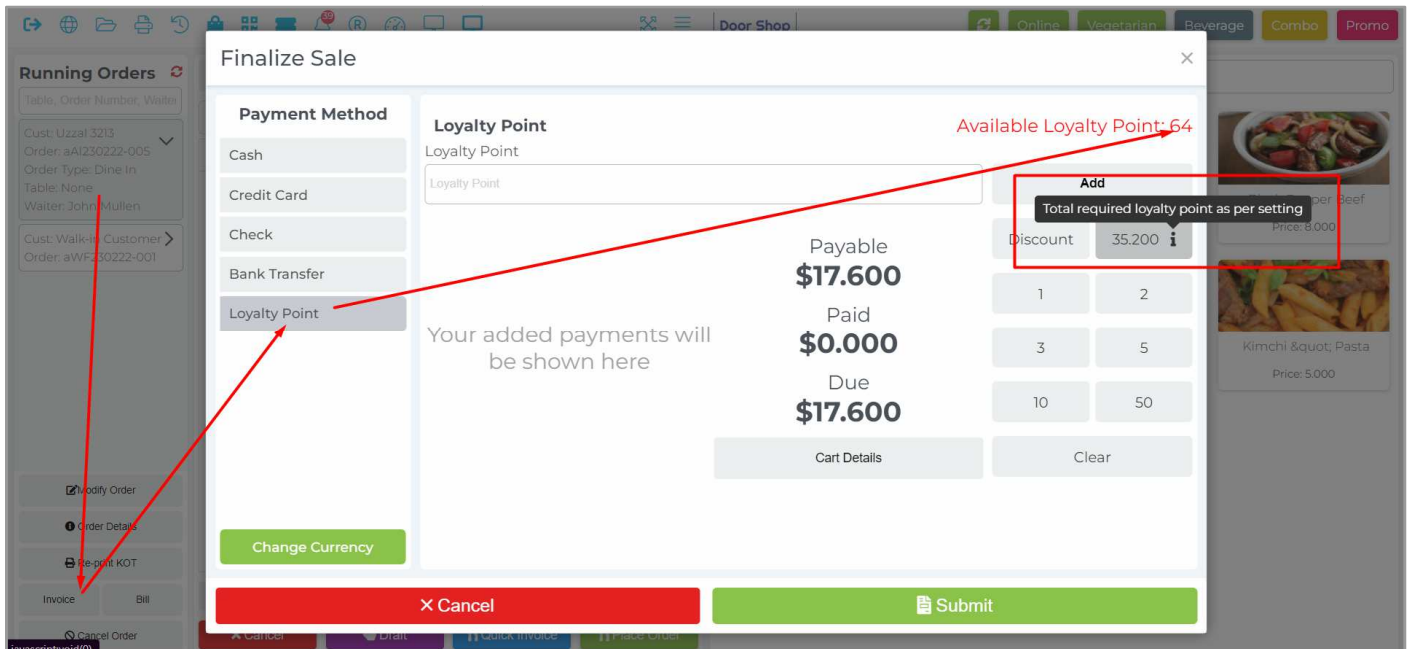 39
Door Shop
Online
Vegetarian
Beverage
Combo
Promo
Running Orders
Table, Order Number, Waiter
Cust: Uzzal 3213
Order: aAI230222-005
Order Type: Dine In
Table: None
Waiter: John Mullen
Cust: Walk-in Customer
Order: aWF230222-001
Modify Order
Order Details
Re-print KOT
Invoice
Bill
Cancel Order
javascript:void(0)
Finalize Sale
×
Payment Method
Cash
Credit Card
Check
Bank Transfer
Loyalty Point
Change Currency
Loyalty Point
Available Loyalty Point: 64
Loyalty Point
Loyalty Point
Add
Total required loyalty point as per setting
Discount
35.200
Payable
$17.600
Paid
$0.000
Due
$17.600
Your added payments will
be shown here
1
2
3
5
10
50
Cart Details
Clear
Cancel
Submit
Cancel
Draft
Quick Invoice
Place Order
Beef
Price: 8.000
Kimchi &quot; Pasta
Price: 5.000